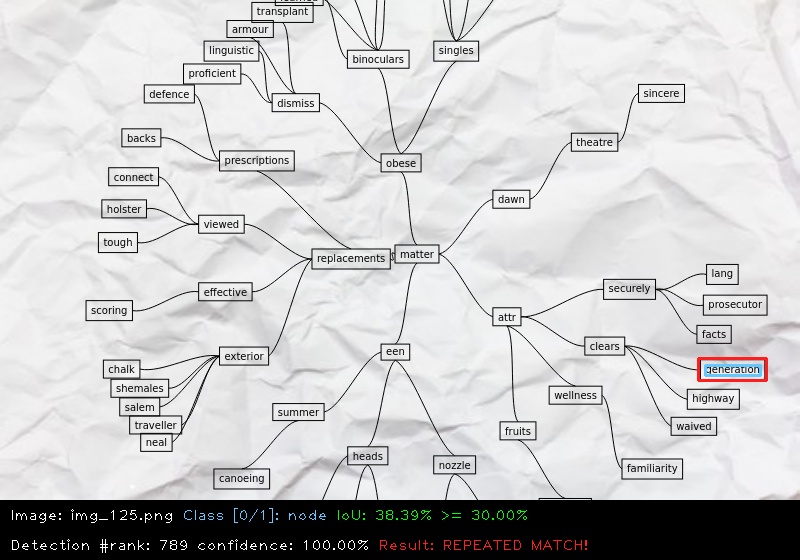 transplant
armour
linguistic
proficient
defence
backs
connect
holster
tough
scoring
chalk
shemales
salem
traveller
neal
dismiss
prescriptions
viewed
effective
exterior
binoculars
singles
obese
replacements
matter
een
summer
canoeing
heads
nozzle
dawn
theatre
sincere
attr
securely
lang
prosecutor
facts
clears
generation
highway
waived
wellness
familiarity
fruits
Image: img_125.png Class [0/1]: node IoU: 38.39% >= 30.00%
Detection #rank: 789 confidence: 100.00% Result: REPEATED MATCH!